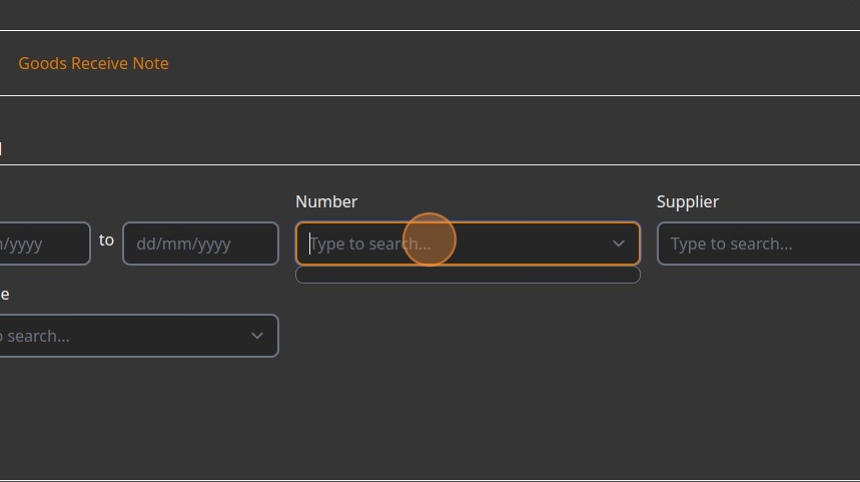 Goods Receive Note
Number
Supplier
/yyyy
to
dd/mm/yyyy
Type to search...
Type to search...
search...